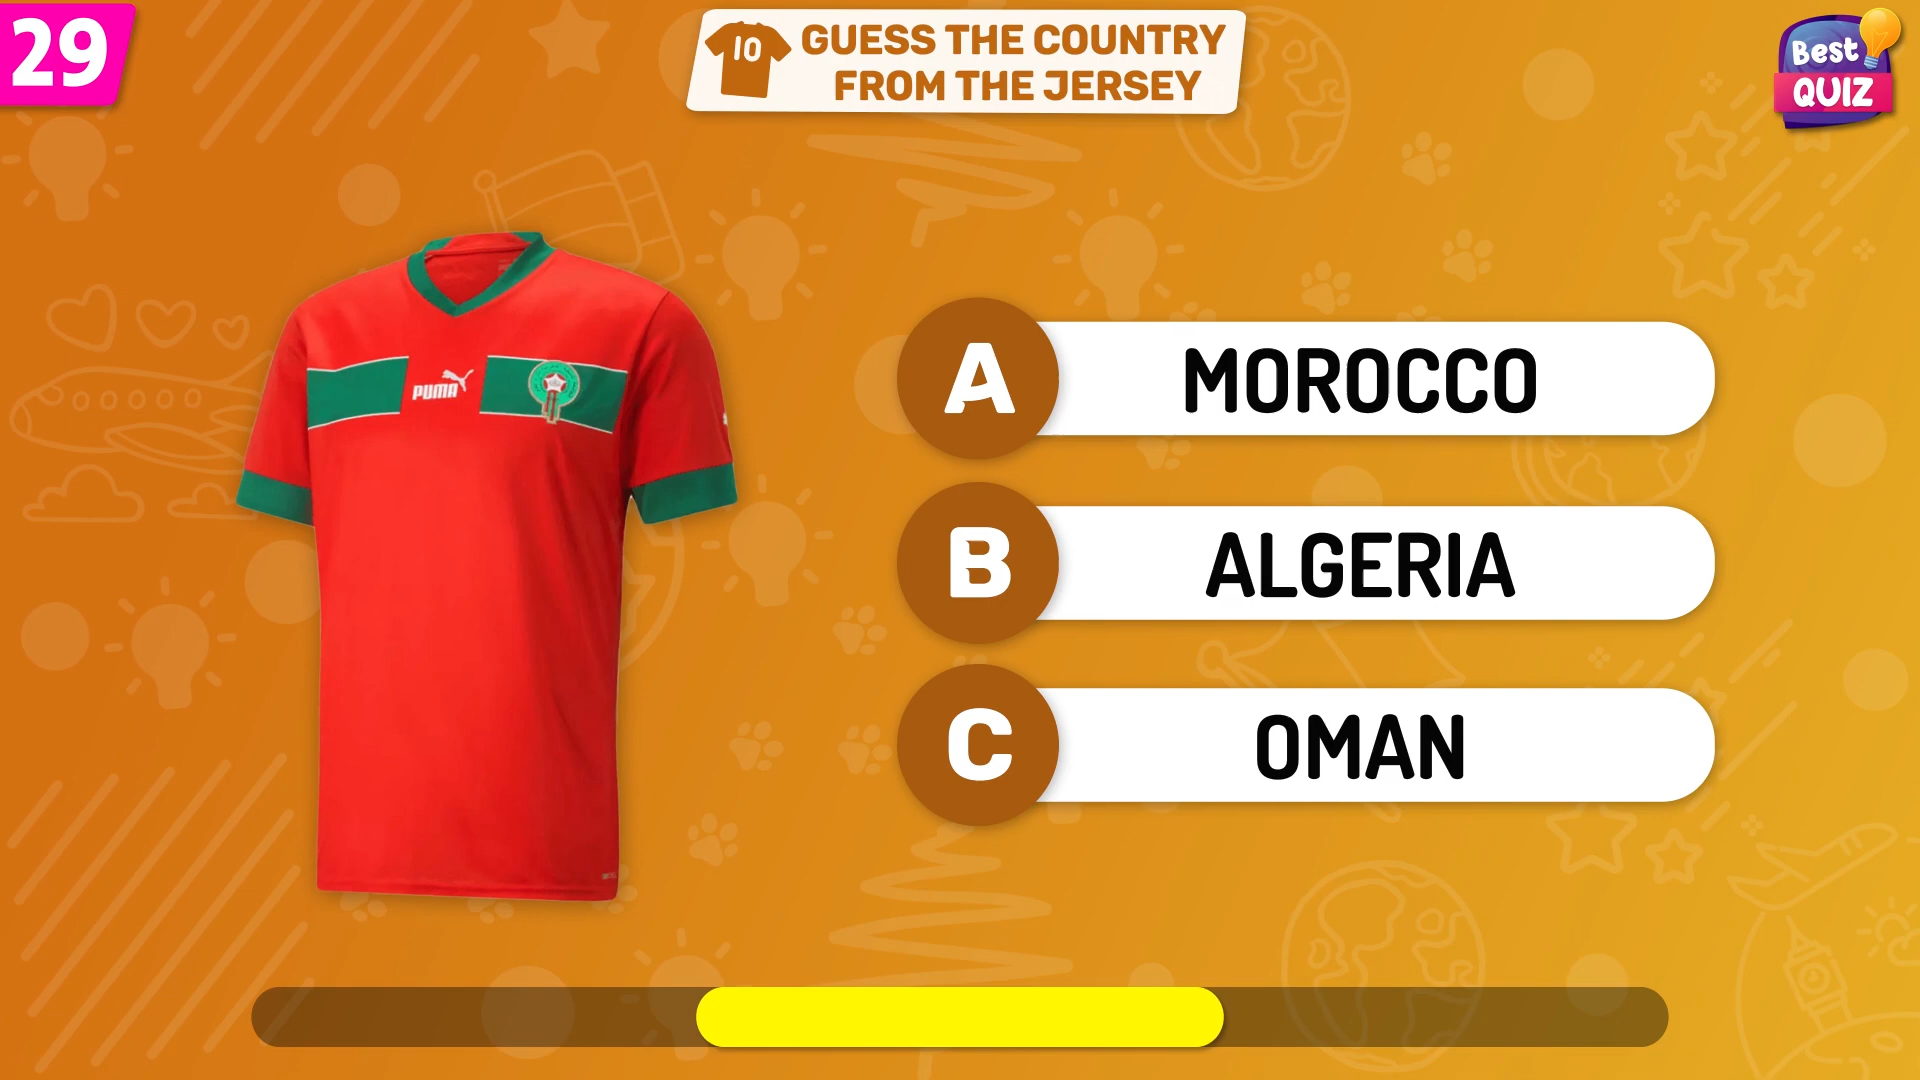 29
10
GUESS THE COUNTRY
FROM THE JERSEY
Best
QUIZ
PUMA
A
MOROCCO
B
ALGERIA
C
OMAN